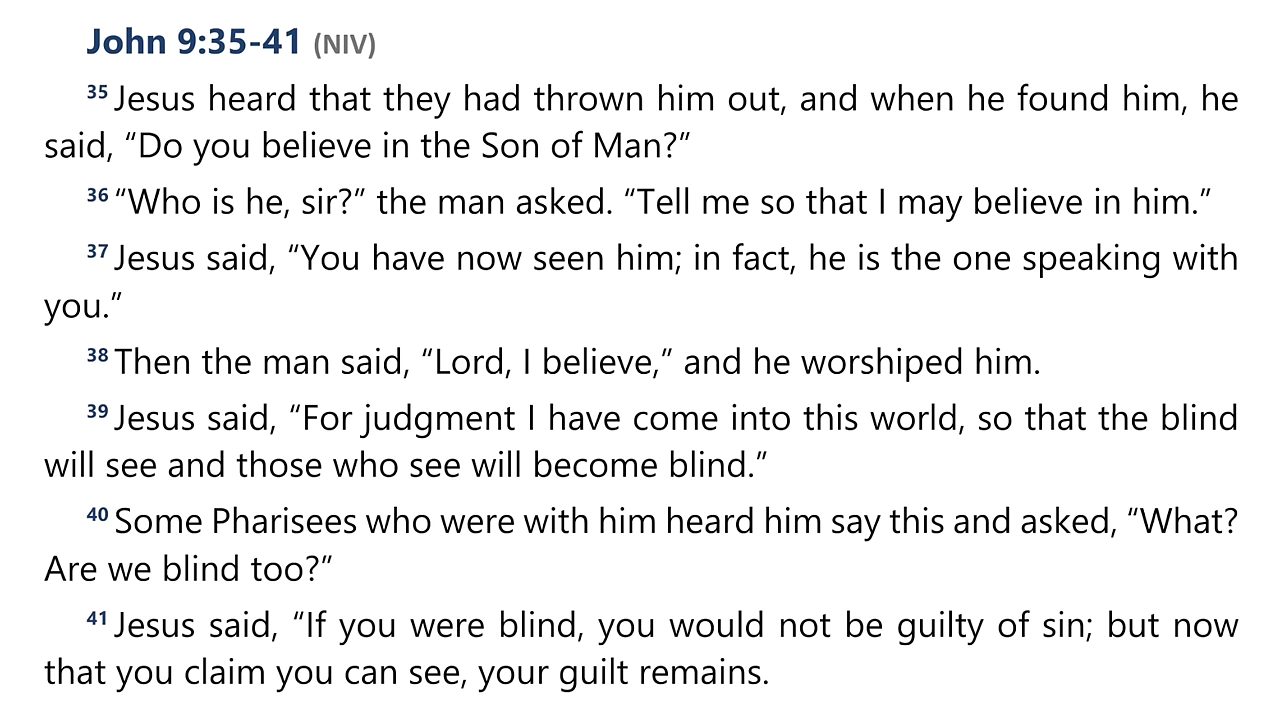 John 9:35-41 (NIV)
35 Jesus heard that they had thrown him out, and when he found him, he
said, “Do you believe in the Son of Man?”
36 “Who is he, sir?” the man asked. “Tell me so that I may believe in him.”
37 Jesus said, “You have now seen him; in fact, he is the one speaking with
you.”
38 Then the man said, “Lord, I believe,” and he worshiped him.
39 Jesus said, “For judgment I have come into this world, so that the blind
will see and those who see will become blind.”
40 Some Pharisees who were with him heard him say this and asked, “What?
Are we blind too?”
41 Jesus said, “If you were blind, you would not be guilty of sin; but now
that you claim you can see, your guilt remains.